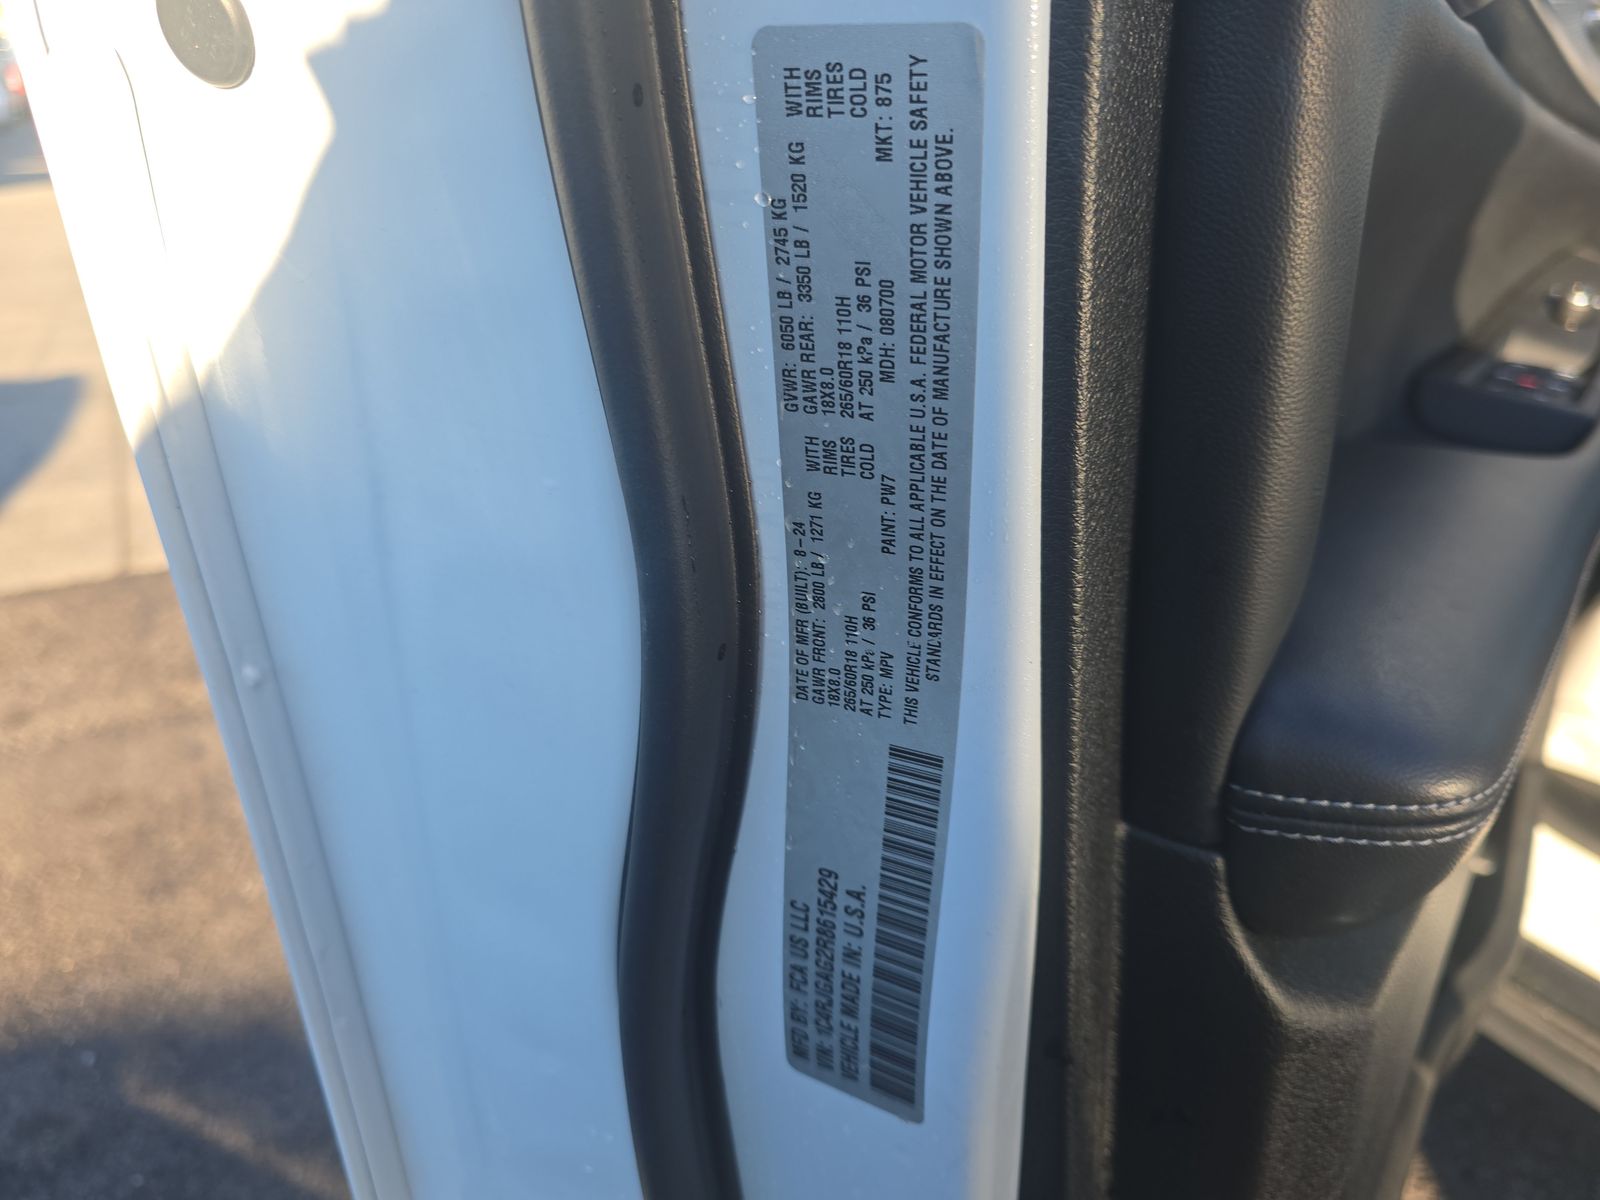 MFD BY: FCA US LLC
VIN: 1C4RJGAG2R8615429
VEHICLE MADE IN: U.S.A.
DATE OF MFR (BUILT): 8-24 GVWR: 6050 LB / 2745 KG
GAWR FRONT: 2800 LB / 1271 KG WITH GAWR REAR: 3350 LB / 1520 KG WITH
18X8.0 RIMS 18X8.0 RIMS
265/60R18 110H TIRES 265/60R18 110H TIRES
AT 250 kPa / 36 PSI COLD AT 250 kPa / 36 PSI COLD
TYPE: MPV PAINT: PW7 MDH: 080700 MKT: 875
THIS VEHICLE CONFORMS TO ALL APPLICABLE U.S.A. FEDERAL MOTOR VEHICLE SAFETY
STANDARDS IN EFFECT ON THE DATE OF MANUFACTURE SHOWN ABOVE.